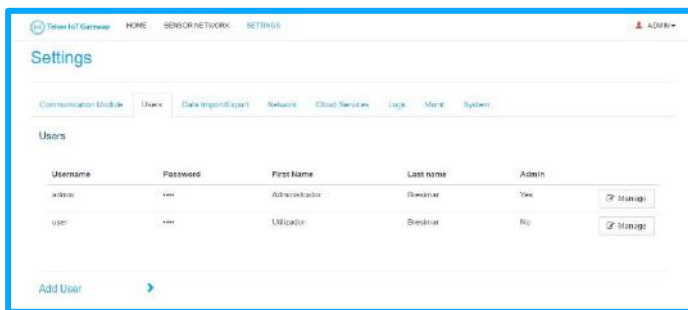 Tekon IoT Gateway HOME SENSOR NETWORK SETTINGS ADMIN
Settings
Communication Module Users Data Import/Export Network Cloud Services Logs Mgmt System
Users
Username Password First Name Last name Admin
admin •••• Administrador Bresimar Yes Manage
user •••• Utilizador Bresimar No Manage
Add User